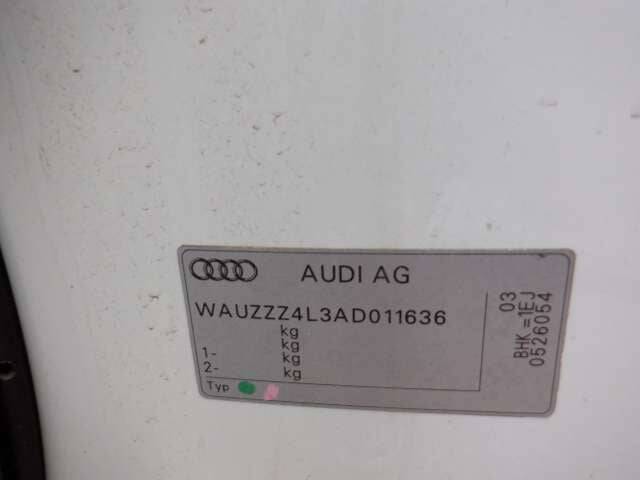 AUDI AG
WAUZZZ4L3AD011636
kg
kg
1- kg
2- kg
Typ
03
BHK=1EJ
0526054